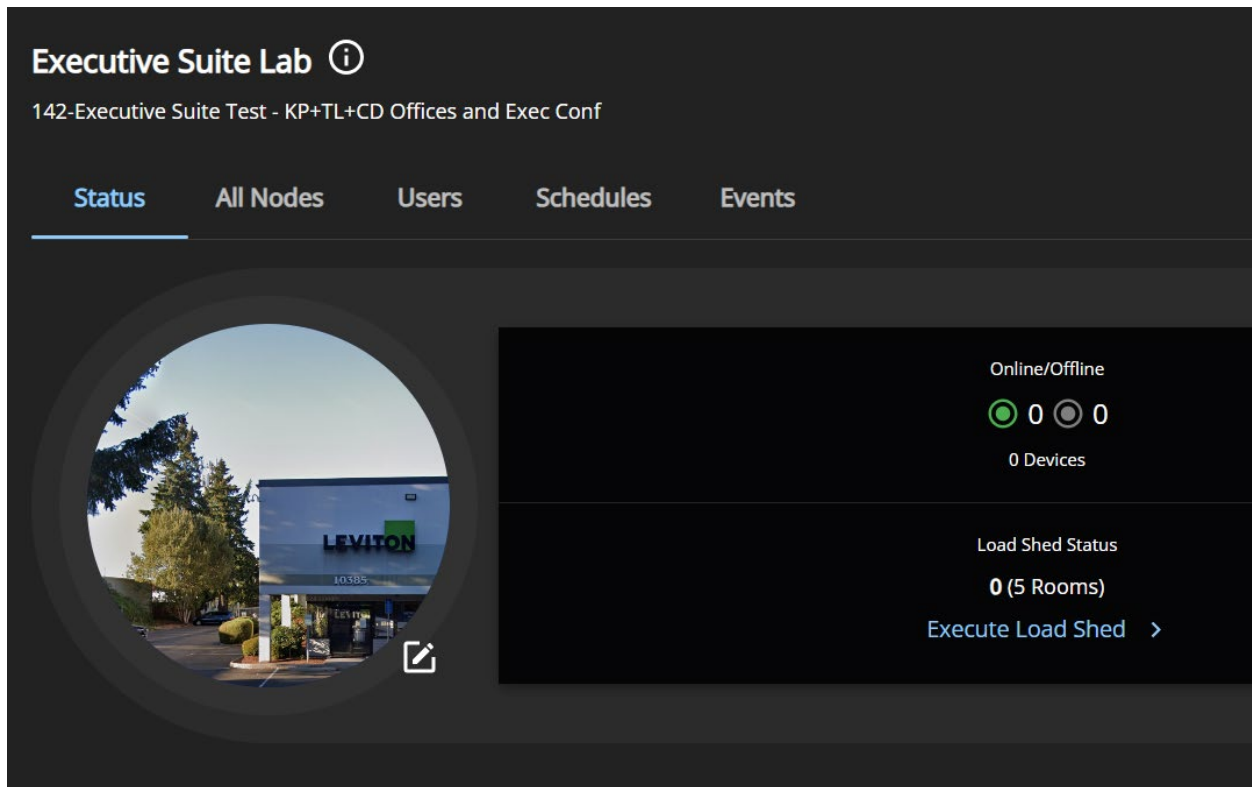 Executive Suite Lab
142-Executive Suite Test - KP+TL+CD Offices and Exec Conf
Status All Nodes Users Schedules Events
Online/Offline
0 0
0 Devices
LEVITON
10385
Load Shed Status
0 (5 Rooms)
Execute Load Shed >